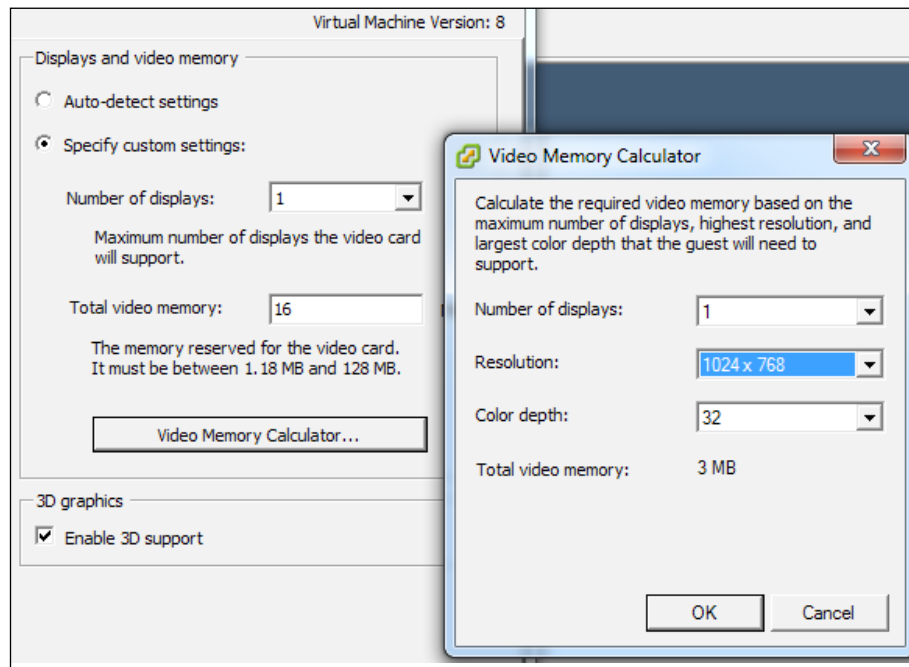 Virtual Machine Version: 8
Displays and video memory
Auto-detect settings
Specify custom settings:
Number of displays: 1
Maximum number of displays the video card
will support.
Total video memory: 16
The memory reserved for the video card.
It must be between 1.18 MB and 128 MB.
Video Memory Calculator...
3D graphics
Enable 3D support
Video Memory Calculator
Calculate the required video memory based on the
maximum number of displays, highest resolution, and
largest color depth that the guest will need to
support.
Number of displays: 1
Resolution: 1024 x 768
Color depth: 32
Total video memory: 3 MB
OK Cancel